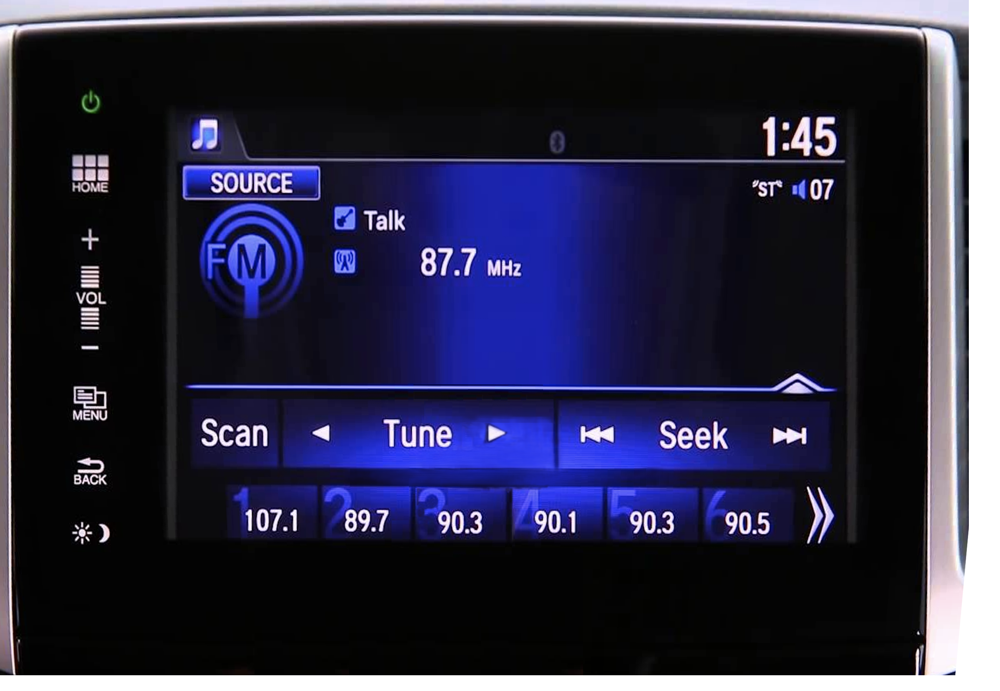 1:45
HOME
SOURCE
"ST" 07
Talk
FM
87.7 MHz
+
VOL
−
MENU
Scan Tune Seek
BACK
1 2 3 4 5 6
107.1 89.7 90.3 90.1 90.3 90.5